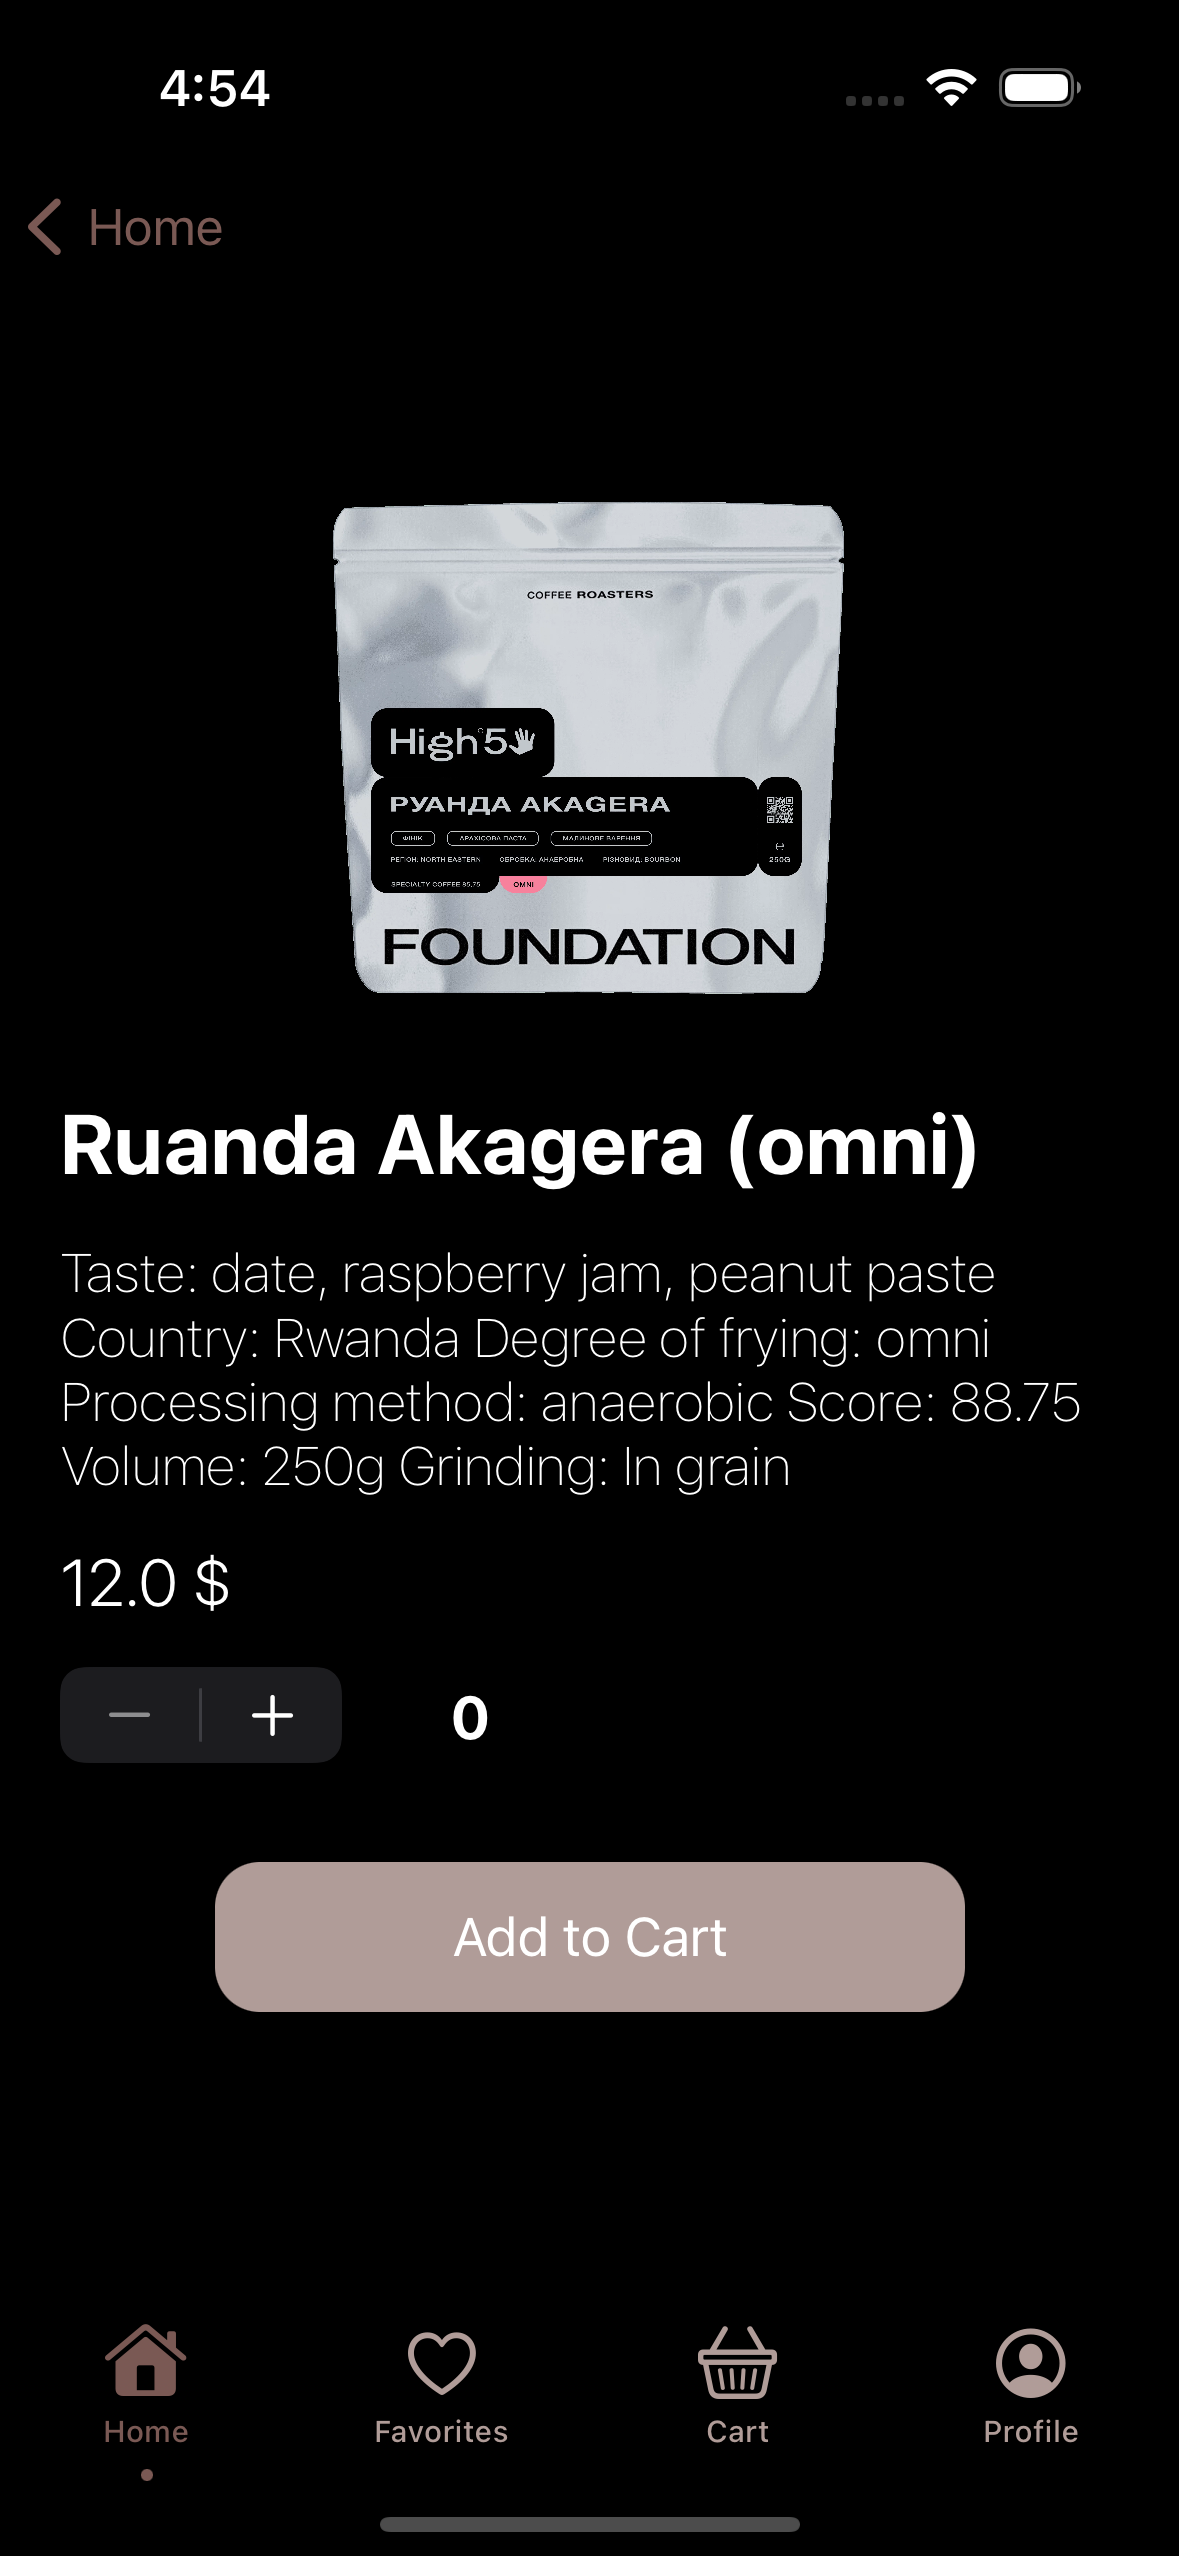 4:54
Home
COFFEE ROASTERS
High°5
РУАНДА AKAGERA
ФІНІК АРАХІСОВА ПАСТА МАЛИНОВЕ ВАРЕННЯ
РЕГІОН: NORTH EASTERN ОБРОБКА: АНАЕРОБНА РІЗНОВИД: BOURBON
250G
SPECIALTY COFFEE OMNI
FOUNDATION
Ruanda Akagera (omni)
Taste: date, raspberry jam, peanut paste
Country: Rwanda Degree of frying: omni
Processing method: anaerobic Score: 88.75
Volume: 250g Grinding: In grain
12.0 $
0
Add to Cart
Home Favorites Cart Profile